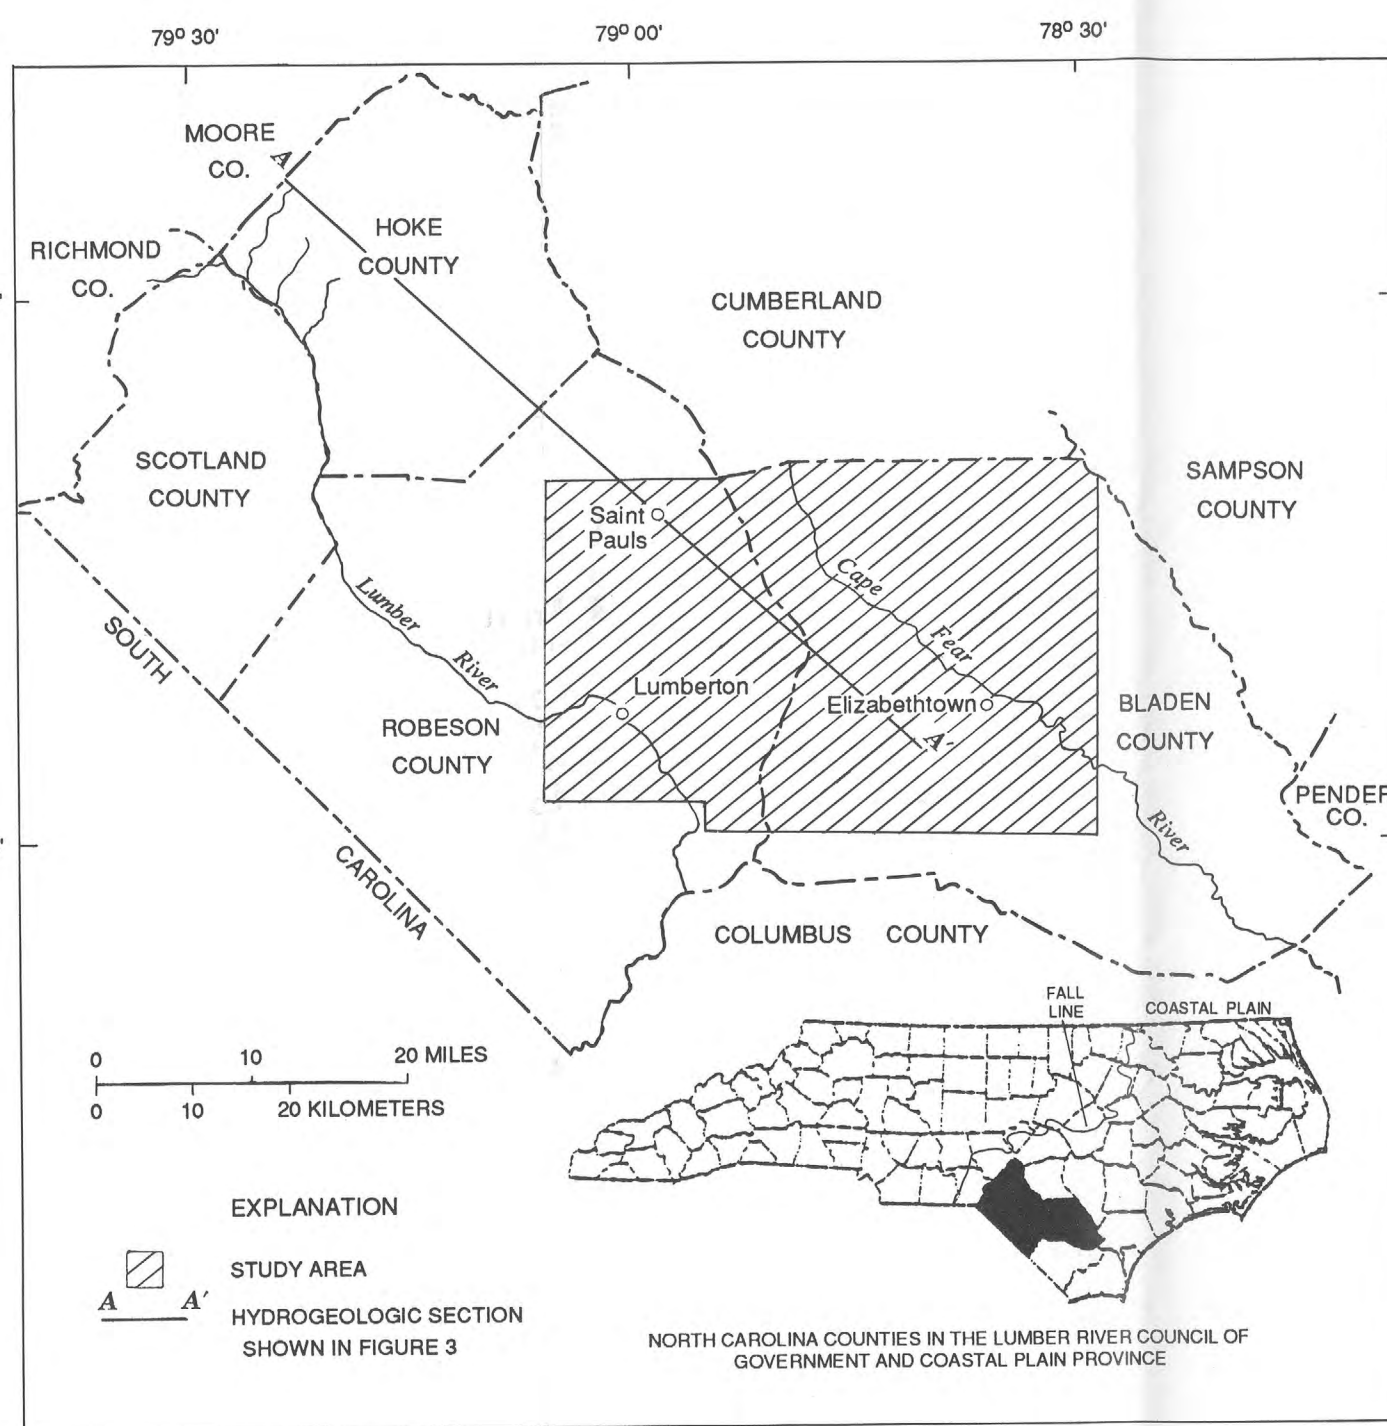 79° 30'
79° 00'
78° 30'
MOORE
CO.
A
HOKE
COUNTY
RICHMOND
CO.
CUMBERLAND
COUNTY
SCOTLAND
COUNTY
SAMPSON
COUNTY
Saint
Pauls
Cape
Fear
River
Lumber
River
SOUTH
CAROLINA
Lumberton
Elizabethtown
A'
BLADEN
COUNTY
ROBESON
COUNTY
PENDER
CO.
COLUMBUS COUNTY
FALL
LINE
COASTAL PLAIN
0 10 20 MILES
0 10 20 KILOMETERS
EXPLANATION
STUDY AREA
A A'
HYDROGEOLOGIC SECTION
SHOWN IN FIGURE 3
NORTH CAROLINA COUNTIES IN THE LUMBER RIVER COUNCIL OF
GOVERNMENT AND COASTAL PLAIN PROVINCE